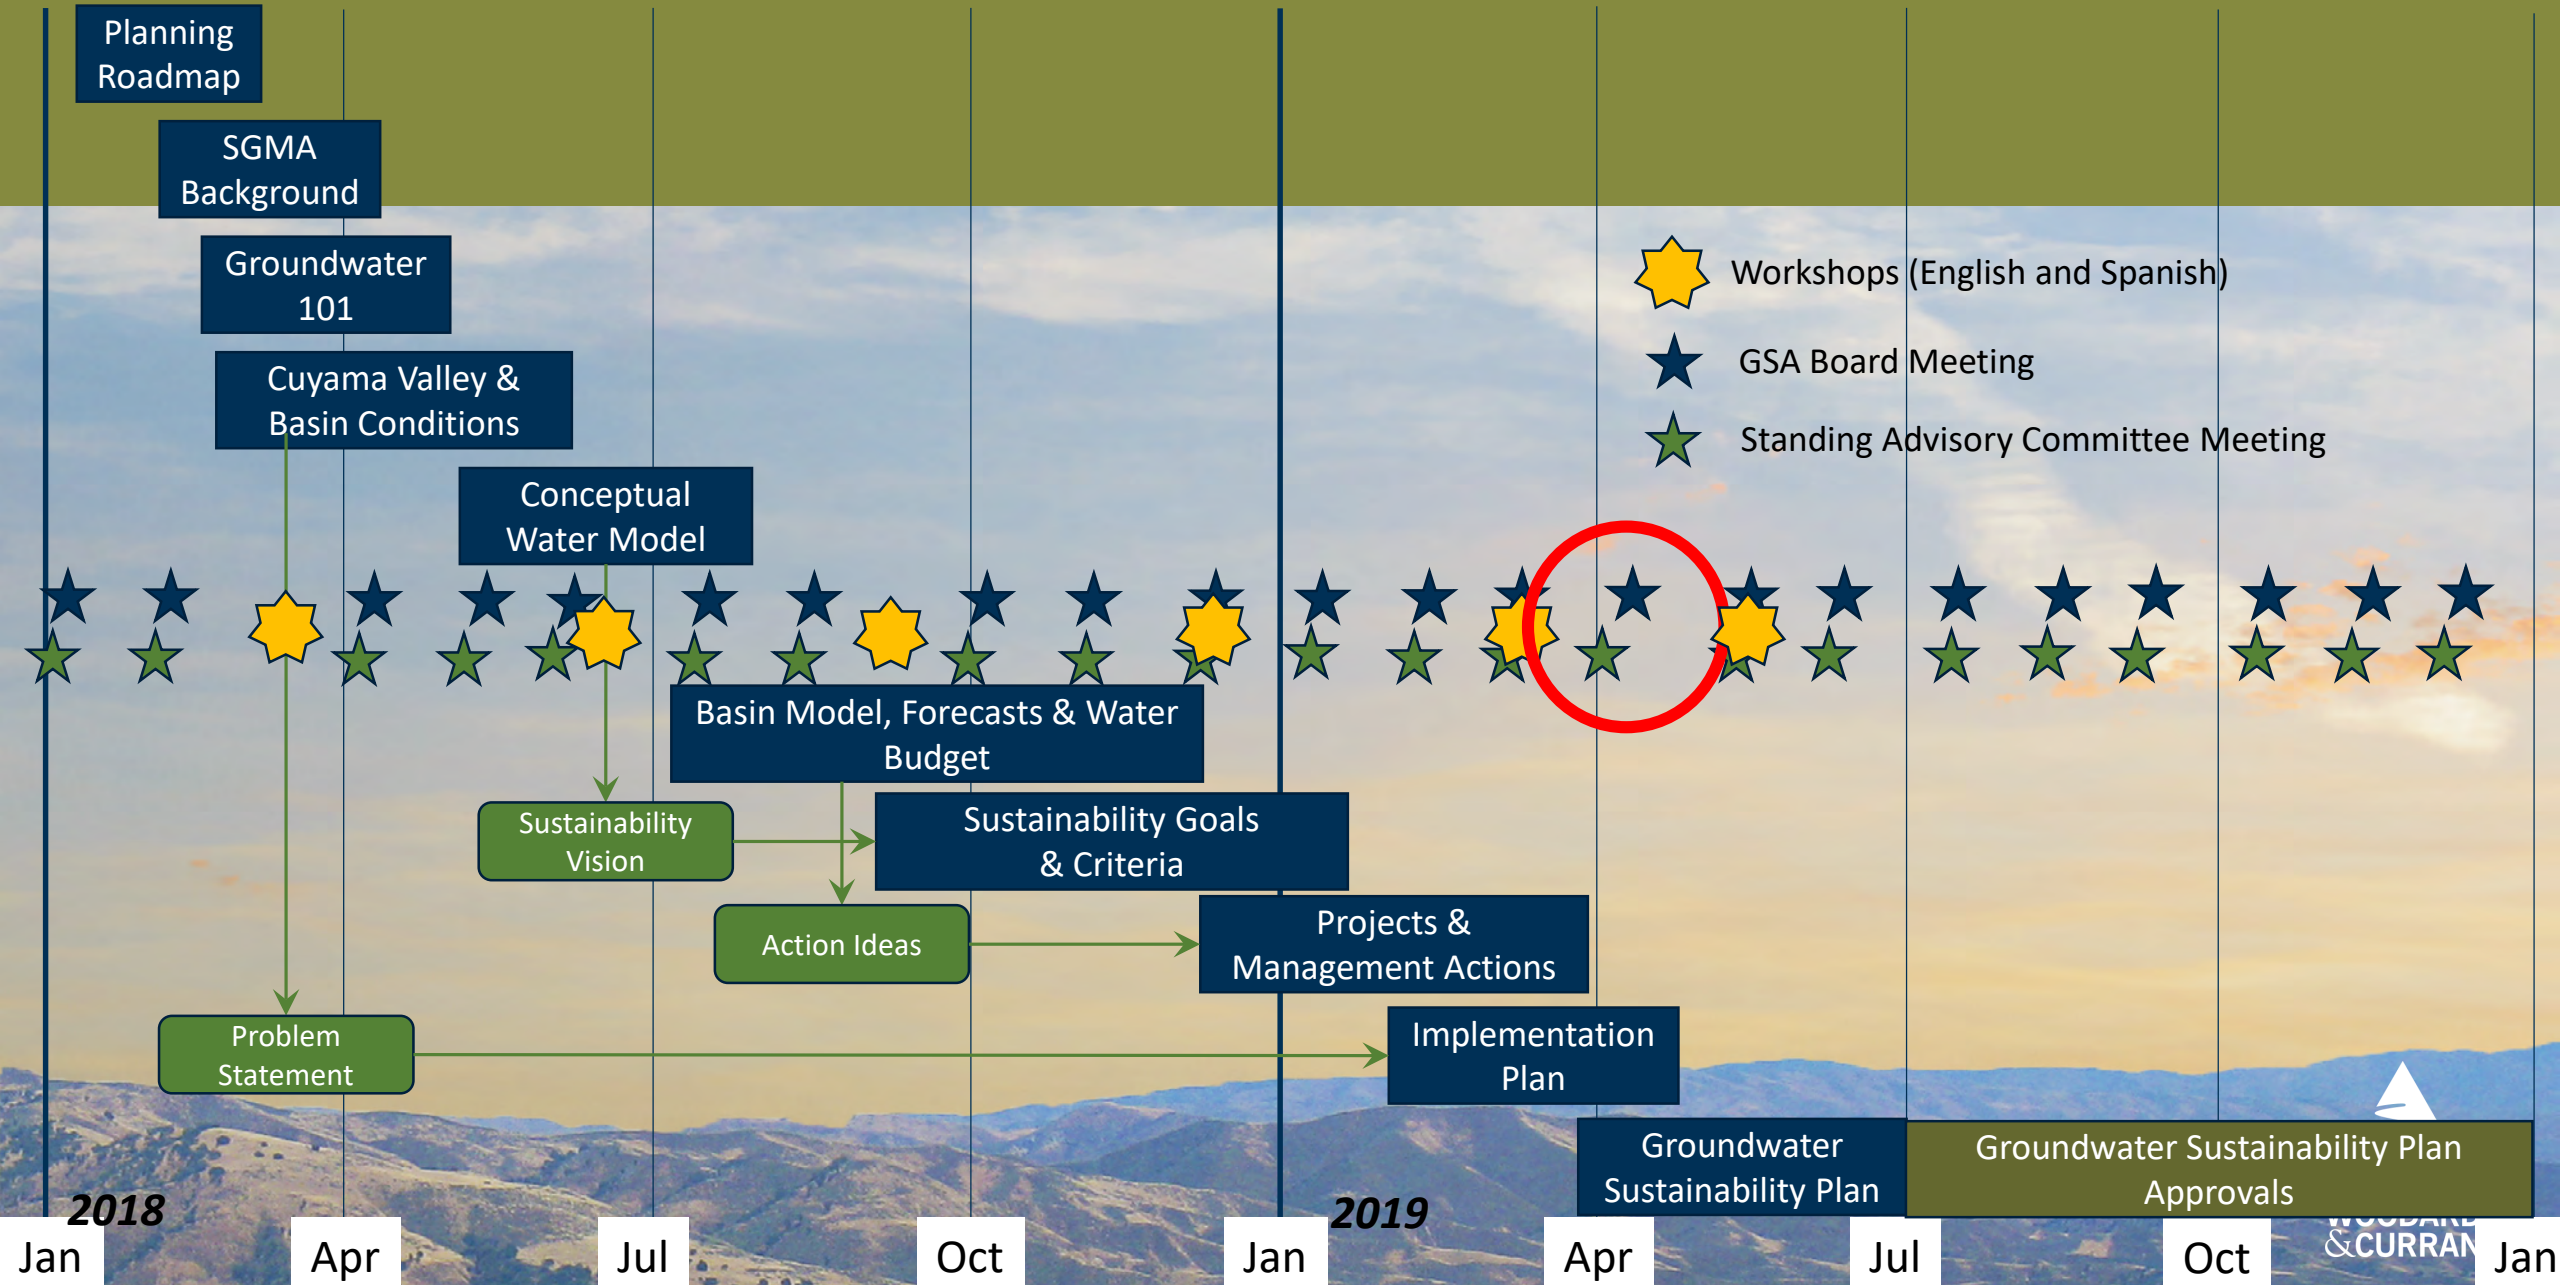 Planning
Roadmap
SGMA
Background
Groundwater
101
Workshops (English and Spanish)
GSA Board Meeting
Standing Advisory Committee Meeting
Cuyama Valley &
Basin Conditions
Conceptual
Water Model
Basin Model, Forecasts & Water
Budget
Sustainability
Vision
Sustainability Goals
& Criteria
Action Ideas
Projects &
Management Actions
Problem
Statement
Implementation
Plan
Groundwater
Sustainability Plan
Groundwater Sustainability Plan
Approvals
2018
2019
WOODARD
&CURRAN
Jan
Apr
Jul
Oct
Jan
Apr
Jul
Oct
Jan